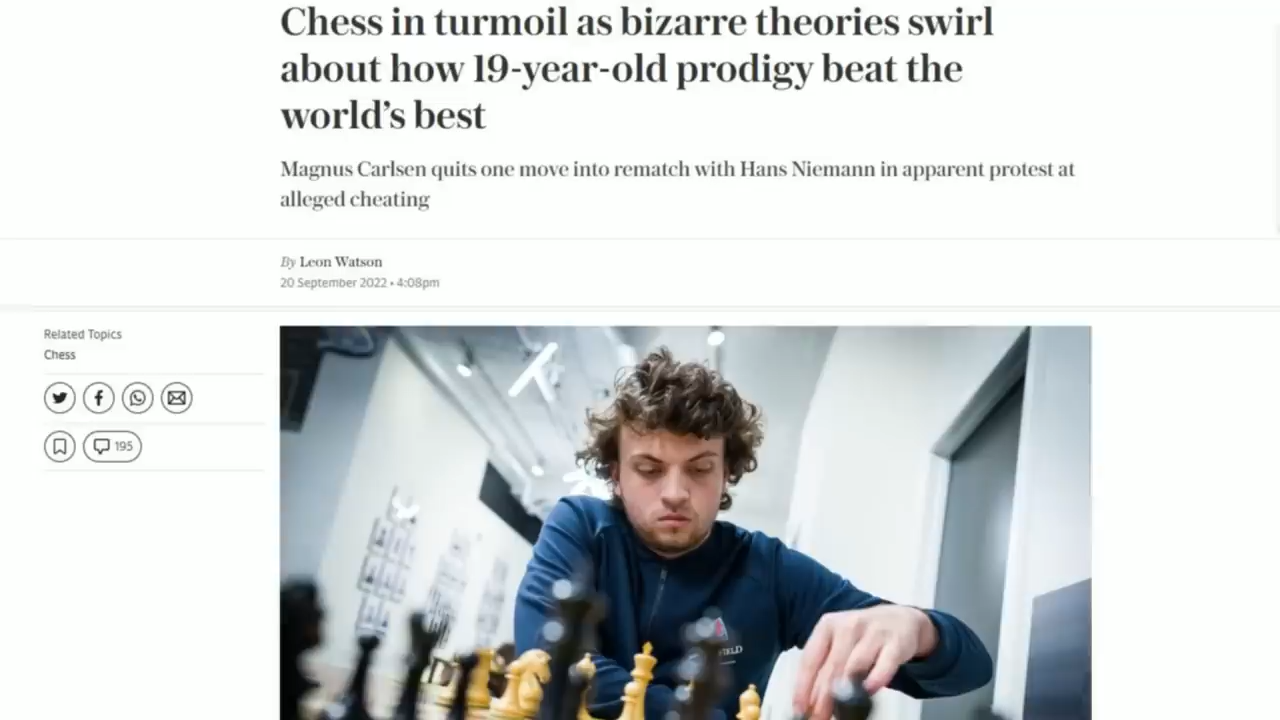 Chess in turmoil as bizarre theories swirl
about how 19-year-old prodigy beat the
world's best
Magnus Carlsen quits one move into rematch with Hans Niemann in apparent protest at
alleged cheating
By Leon Watson
20 September 2022 • 4:08pm
Related Topics
Chess
195